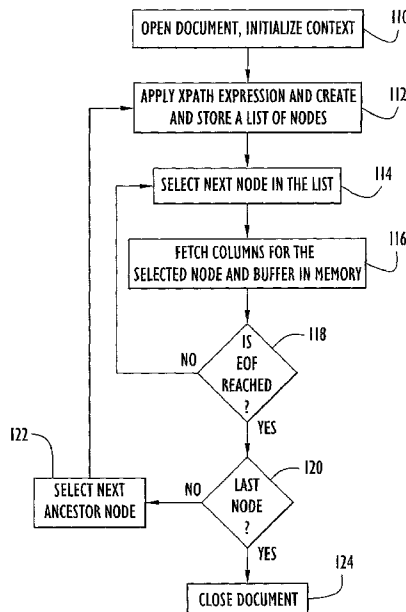 OPEN DOCUMENT, INITIALIZE CONTEXT
110
APPLY XPATH EXPRESSION AND CREATE
AND STORE A LIST OF NODES
112
SELECT NEXT NODE IN THE LIST
114
FETCH COLUMNS FOR THE
SELECTED NODE AND BUFFER IN MEMORY
116
IS
EOF
REACHED
?
118
NO
YES
122
SELECT NEXT
ANCESTOR NODE
NO
LAST
NODE
?
120
YES
CLOSE DOCUMENT
124